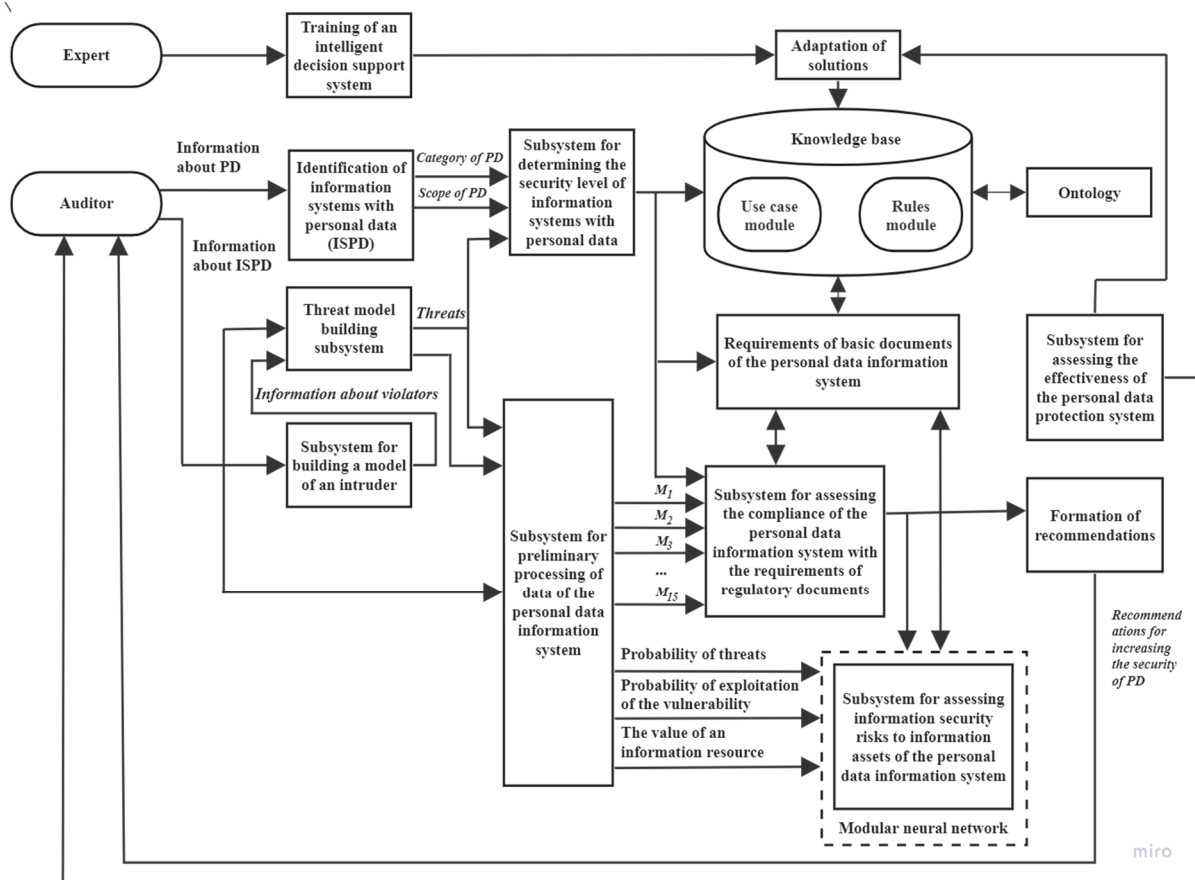 \
Expert
Training of an
intelligent
decision support
system
Adaptation of
solutions
Knowledge base
Use case
module
Rules
module
Ontology
Auditor
Information
about PD
Information
about ISPD
Identification of
information
systems with
personal data
(ISPD)
Category of PD
Scope of PD
Subsystem for
determining the
security level of
information
systems with
personal data
Threat model
building
subsystem
Threats
Information about violators
Subsystem for
building a model
of an intruder
Requirements of basic documents
of the personal data information
system
Subsystem for
assessing the
effectiveness of
the personal data
protection system
Subsystem for
preliminary
processing of
data of the
personal data
information
system
M1
M2
M3
...
M15
Subsystem for assessing
the compliance of the
personal data
information system with
the requirements of
regulatory documents
Formation of
recommendations
Recommend
ations for
increasing
the security
of PD
Probability of threats
Probability of exploitation
of the vulnerability
The value of an
information resource
Subsystem for assessing
information security
risks to information
assets of the personal
data information system
Modular neural network
miro